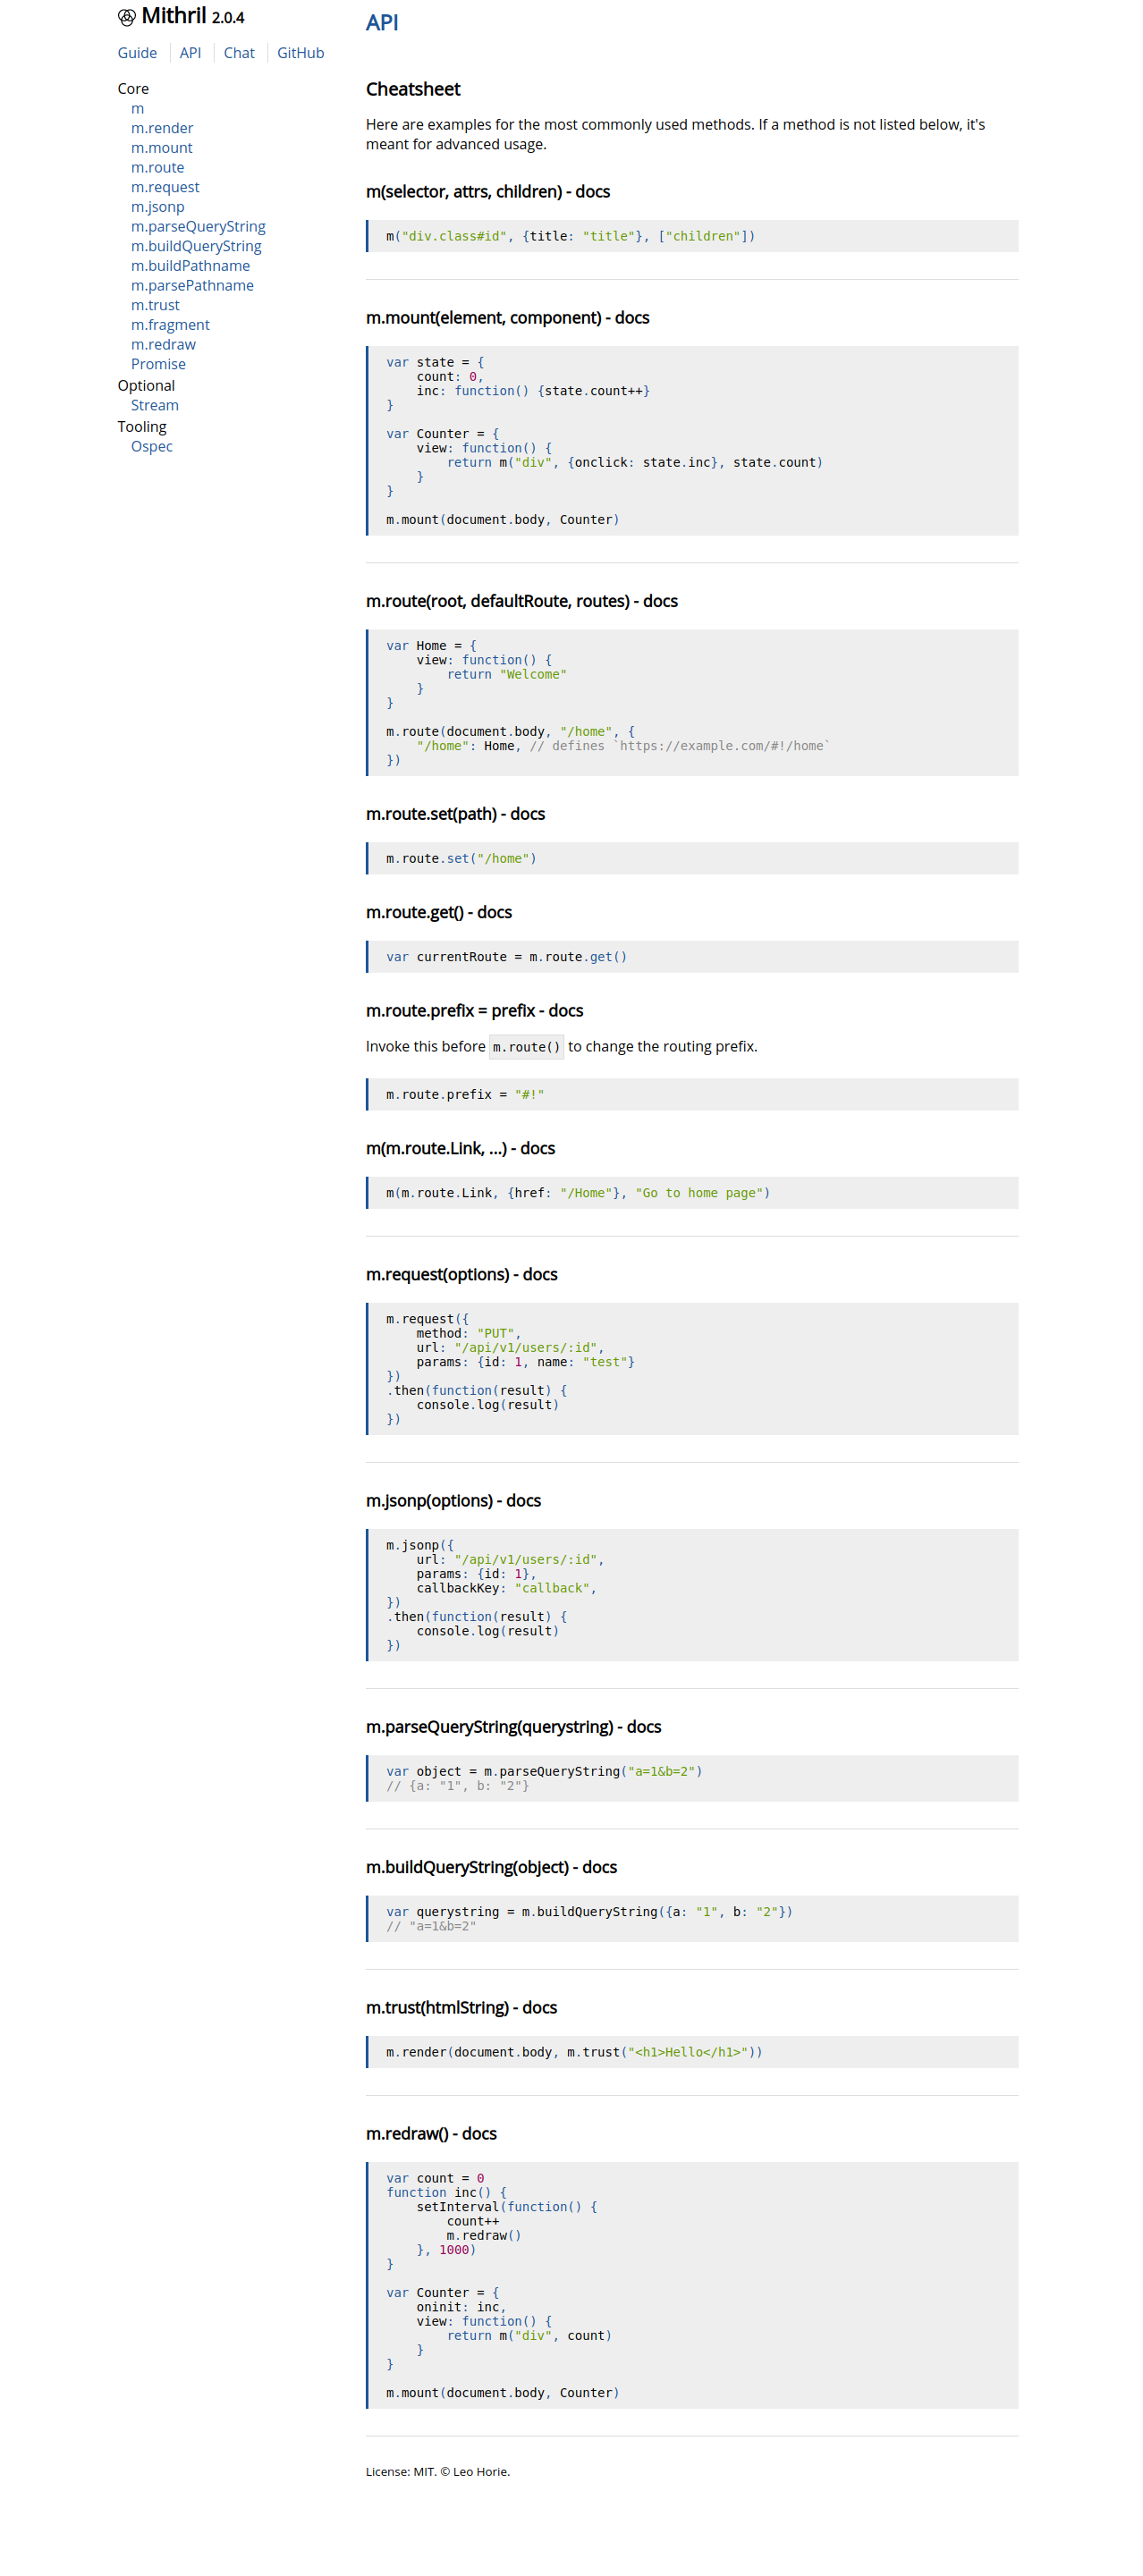 Mithril 2.0.4
Guide API Chat GitHub
Core
m
m.render
m.mount
m.route
m.request
m.jsonp
m.parseQueryString
m.buildQueryString
m.buildPathname
m.parsePathname
m.trust
m.fragment
m.redraw
Promise
Optional
Stream
Tooling
Ospec
API
Cheatsheet
Here are examples for the most commonly used methods. If a method is not listed below, it's
meant for advanced usage.
m(selector, attrs, children) - docs
m("div.class#id", {title: "title"}, ["children"])
m.mount(element, component) - docs
var state = {
    count: 0,
    inc: function() {state.count++}
}
var Counter = {
    view: function() {
        return m("div", {onclick: state.inc}, state.count)
    }
}
m.mount(document.body, Counter)
m.route(root, defaultRoute, routes) - docs
var Home = {
    view: function() {
        return "Welcome"
    }
}
m.route(document.body, "/home", {
    "/home": Home, // defines `https://example.com/#!/home`
})
m.route.set(path) - docs
m.route.set("/home")
m.route.get() - docs
var currentRoute = m.route.get()
m.route.prefix = prefix - docs
Invoke this before m.route() to change the routing prefix.
m.route.prefix = "#!"
m(m.route.Link, ...) - docs
m(m.route.Link, {href: "/Home"}, "Go to home page")
m.request(options) - docs
m.request({
    method: "PUT",
    url: "/api/v1/users/:id",
    params: {id: 1, name: "test"}
})
.then(function(result) {
    console.log(result)
})
m.jsonp(options) - docs
m.jsonp({
    url: "/api/v1/users/:id",
    params: {id: 1},
    callbackKey: "callback",
})
.then(function(result) {
    console.log(result)
})
m.parseQueryString(querystring) - docs
var object = m.parseQueryString("a=1&b=2")
// {a: "1", b: "2"}
m.buildQueryString(object) - docs
var querystring = m.buildQueryString({a: "1", b: "2"})
// "a=1&b=2"
m.trust(htmlString) - docs
m.render(document.body, m.trust("<h1>Hello</h1>"))
m.redraw() - docs
var count = 0
function inc() {
    setInterval(function() {
        count++
        m.redraw()
    }, 1000)
}
var Counter = {
    oninit: inc,
    view: function() {
        return m("div", count)
    }
}
m.mount(document.body, Counter)
License: MIT. © Leo Horie.